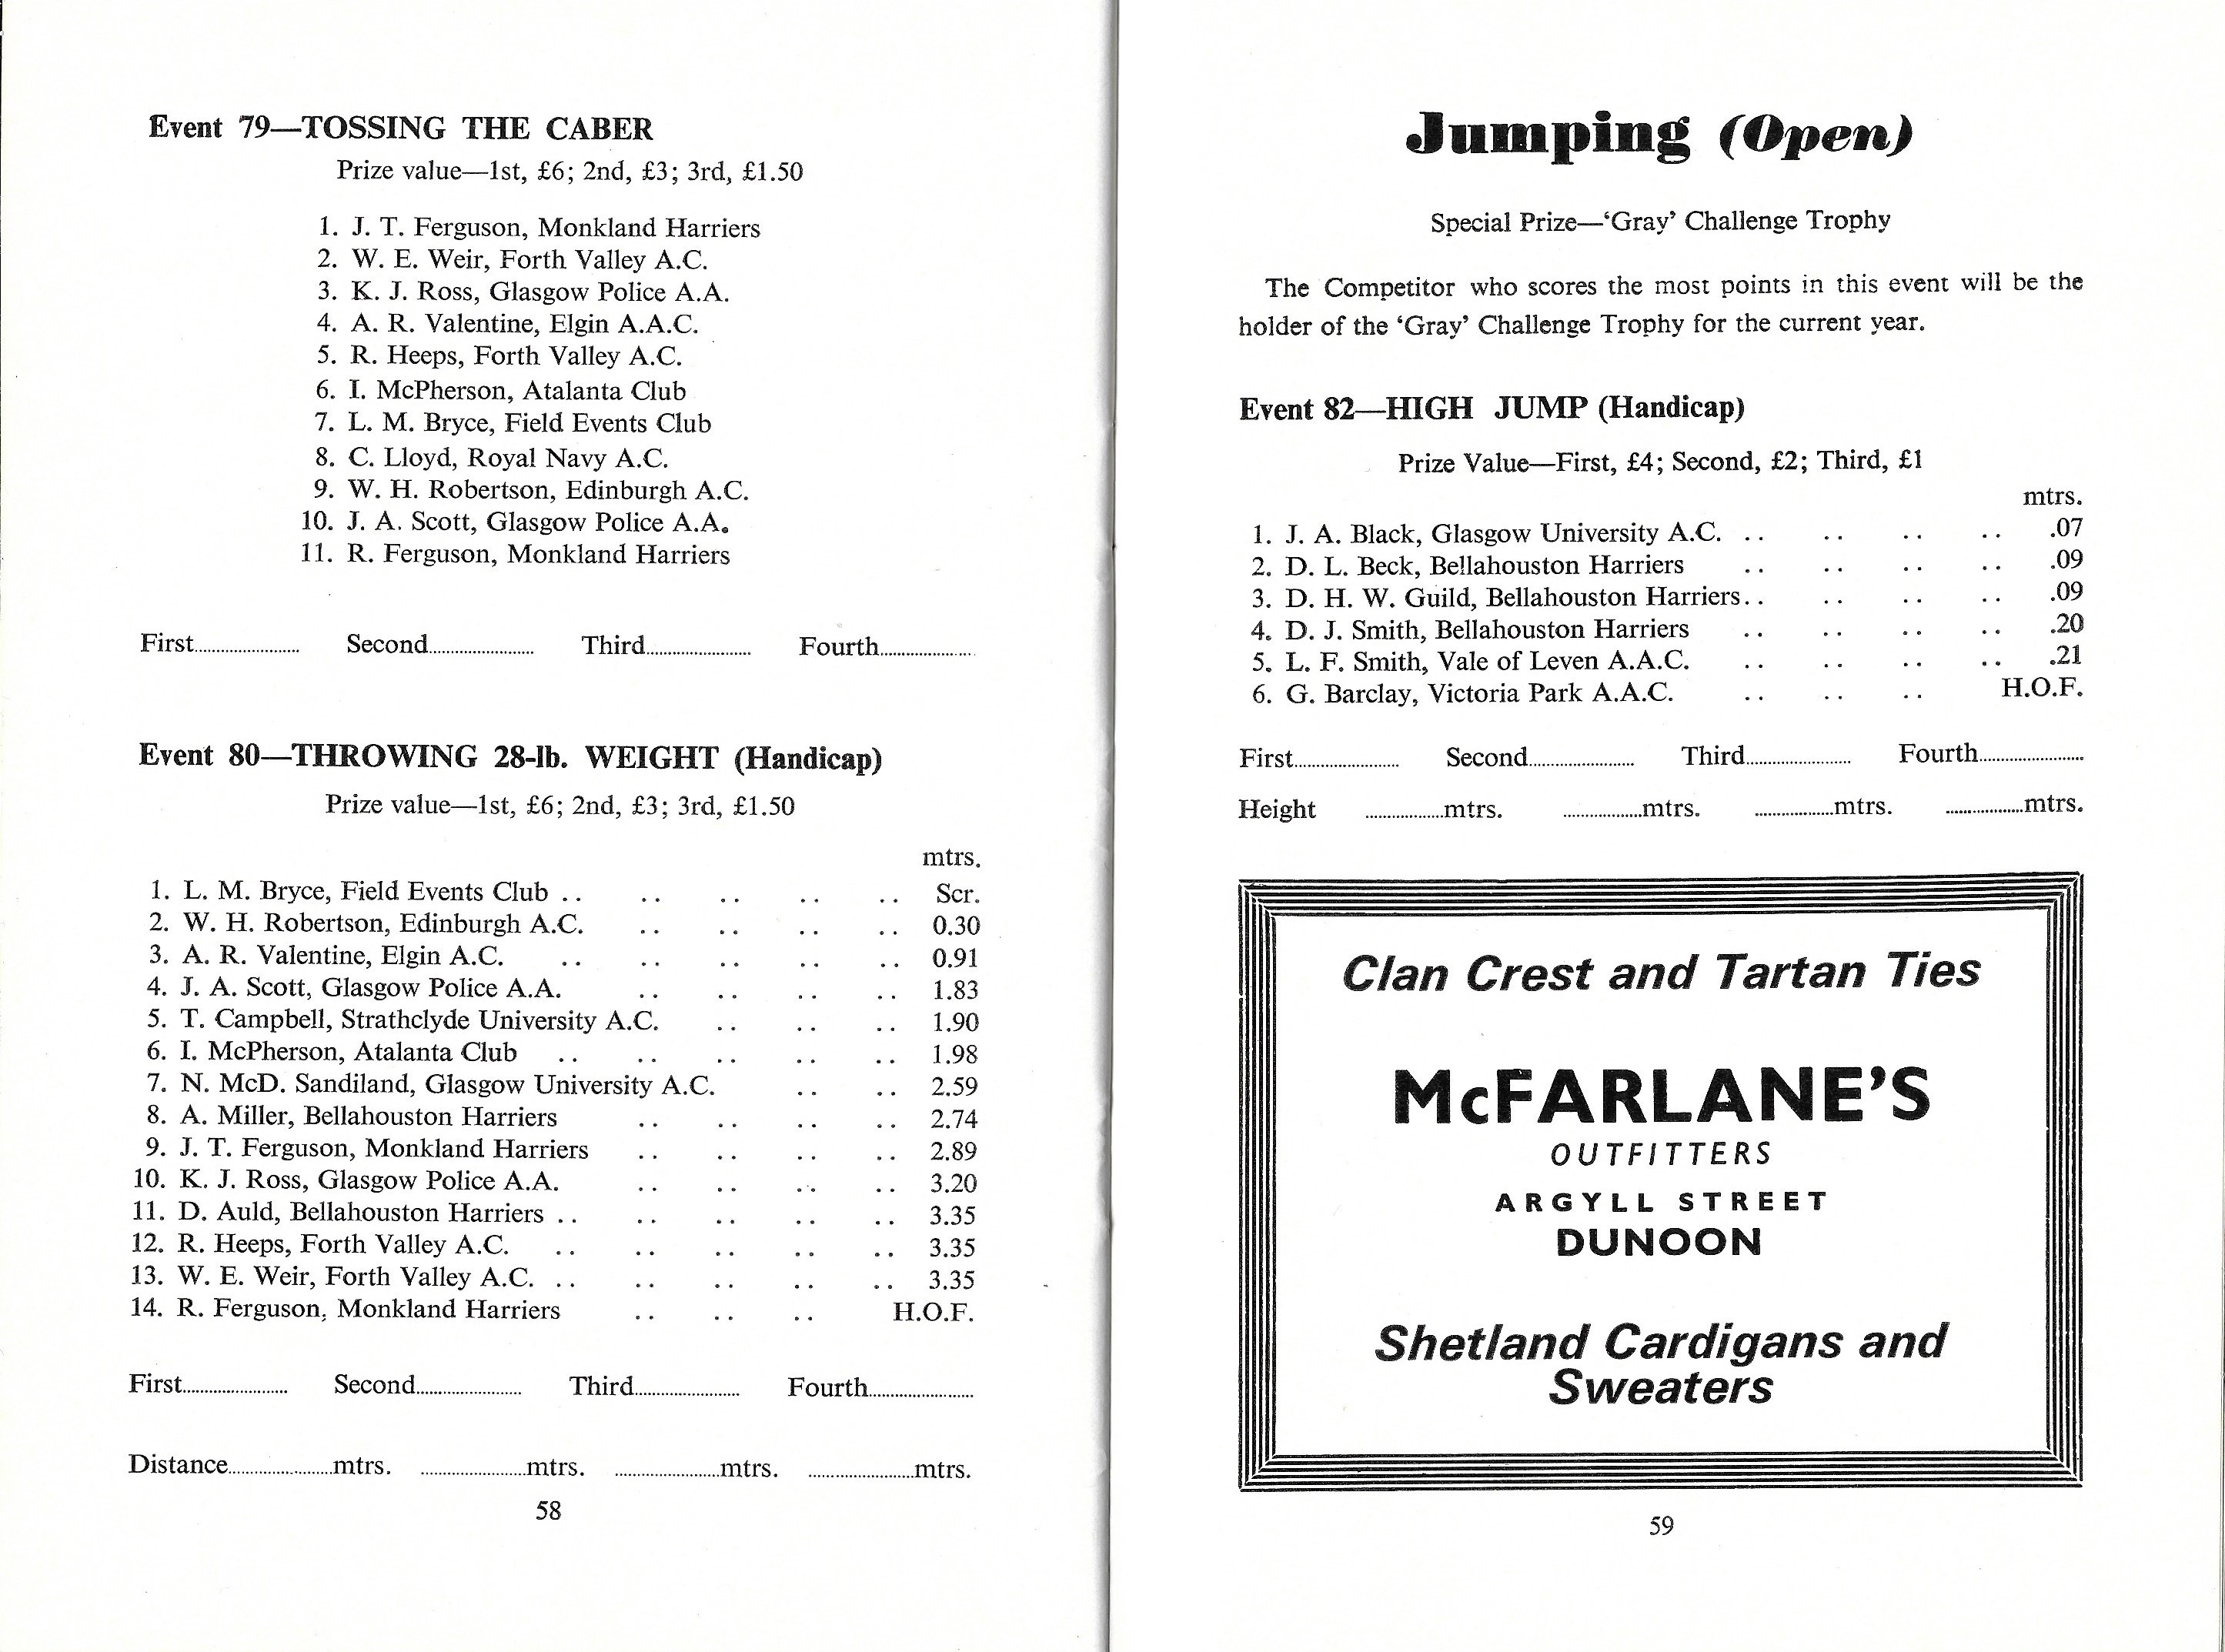 Event 79—TOSSING THE CABER
Prize value—1st, £6; 2nd, £3; 3rd, £1.50
1. J. T. Ferguson, Monkland Harriers
2. W. E. Weir, Forth Valley A.C.
3. K. J. Ross, Glasgow Police A.A.
4. A. R. Valentine, Elgin A.A.C.
5. R. Heeps, Forth Valley A.C.
6. I. McPherson, Atalanta Club
7. L. M. Bryce, Field Events Club
8. C. Lloyd, Royal Navy A.C.
9. W. H. Robertson, Edinburgh A.C.
10. J. A. Scott, Glasgow Police A.A.
11. R. Ferguson, Monkland Harriers
First............ Second............ Third............ Fourth............
Event 80—THROWING 28-lb. WEIGHT (Handicap)
Prize value—1st, £6; 2nd, £3; 3rd, £1.50
mtrs.
1. L. M. Bryce, Field Events Club .. .. .. .. .. Scr.
2. W. H. Robertson, Edinburgh A.C. .. .. .. .. 0.30
3. A. R. Valentine, Elgin A.C. .. .. .. .. .. 0.91
4. J. A. Scott, Glasgow Police A.A. .. .. .. .. 1.83
5. T. Campbell, Strathclyde University A.C. .. .. .. 1.90
6. I. McPherson, Atalanta Club .. .. .. .. .. 1.98
7. N. McD. Sandiland, Glasgow University A.C. .. .. 2.59
8. A. Miller, Bellahouston Harriers .. .. .. .. 2.74
9. J. T. Ferguson, Monkland Harriers .. .. .. .. 2.89
10. K. J. Ross, Glasgow Police A.A. .. .. .. .. 3.20
11. D. Auld, Bellahouston Harriers .. .. .. .. .. 3.35
12. R. Heeps, Forth Valley A.C. .. .. .. .. .. 3.35
13. W. E. Weir, Forth Valley A.C. .. .. .. .. .. 3.35
14. R. Ferguson, Monkland Harriers .. .. .. H.O.F.
First............ Second............ Third............ Fourth............
Distance............mtrs. ............mtrs. ............mtrs. ............mtrs.
58
Jumping (Open)
Special Prize—‘Gray’ Challenge Trophy
The Competitor who scores the most points in this event will be the
holder of the ‘Gray’ Challenge Trophy for the current year.
Event 82—HIGH JUMP (Handicap)
Prize Value—First, £4; Second, £2; Third, £1
mtrs.
1. J. A. Black, Glasgow University A.C. .. .. .. .. .07
2. D. L. Beck, Bellahouston Harriers .. .. .. .. .09
3. D. H. W. Guild, Bellahouston Harriers.. .. .. .. .09
4. D. J. Smith, Bellahouston Harriers .. .. .. .. .20
5. L. F. Smith, Vale of Leven A.A.C. .. .. .. .. .21
6. G. Barclay, Victoria Park A.A.C. .. .. .. H.O.F.
First............ Second............ Third............ Fourth............
Height ............mtrs. ............mtrs. ............mtrs. ............mtrs.
Clan Crest and Tartan Ties
McFARLANE’S
OUTFITTERS
ARGYLL STREET
DUNOON
Shetland Cardigans and
Sweaters
59